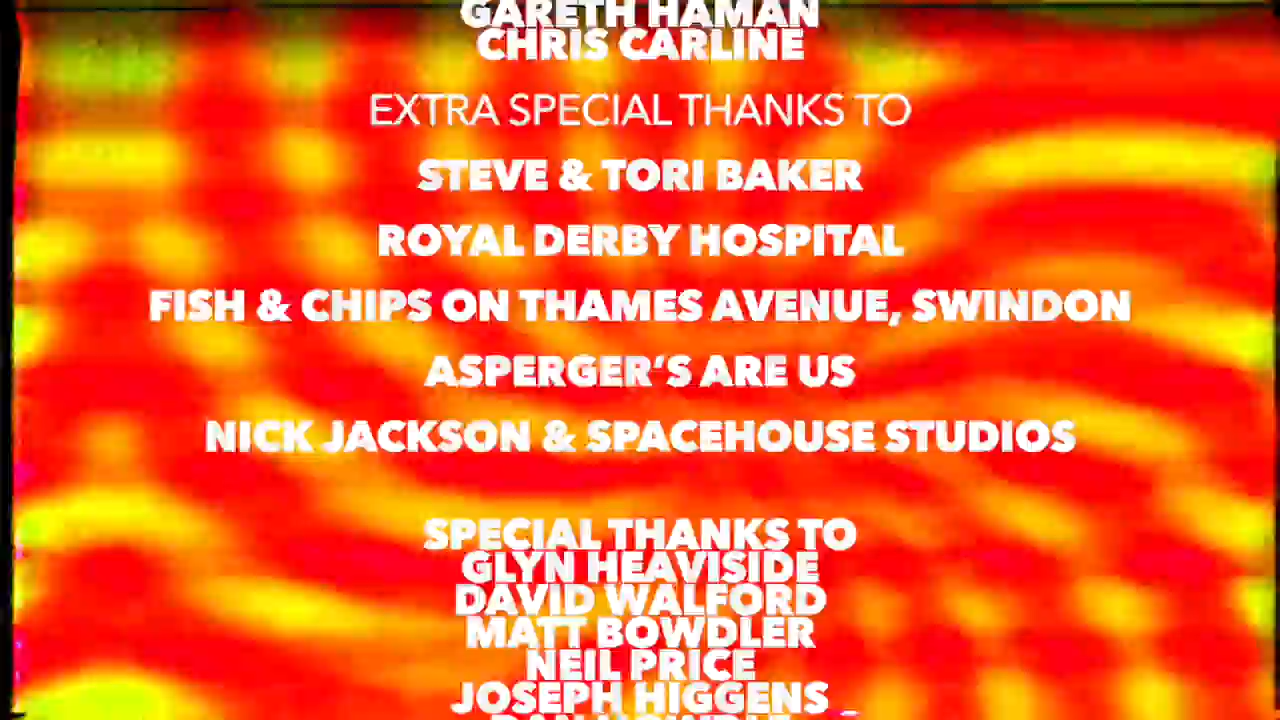 GARETH HAMAN
CHRIS CARLINE
EXTRA SPECIAL THANKS TO
STEVE & TORI BAKER
ROYAL DERBY HOSPITAL
FISH & CHIPS ON THAMES AVENUE, SWINDON
ASPERGER’S ARE US
NICK JACKSON & SPACEHOUSE STUDIOS
SPECIAL THANKS TO
GLYN HEAVISIDE
DAVID WALFORD
MATT BOWDLER
NEIL PRICE
JOSEPH HIGGENS